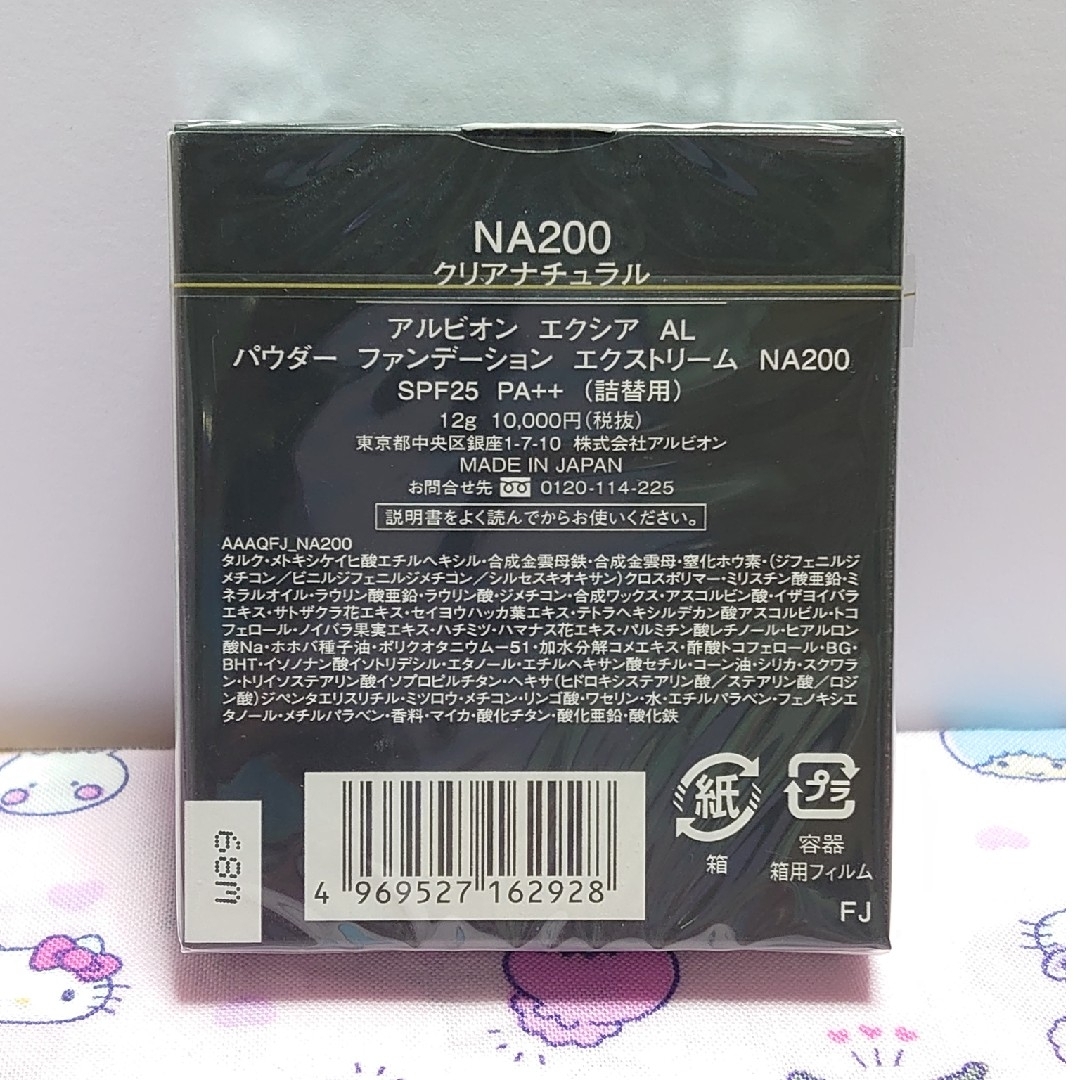 NA200
クリアナチュラル
アルビオン エクシア AL
パウダー ファンデーション エクストリーム NA200
SPF25 PA++ (詰替用)
12g 10,000円(税抜)
東京都中央区銀座1-7-10 株式会社アルビオン
MADE IN JAPAN
お問合せ先 0120-114-225
説明書をよく読んでからお使いください。
AAAQFJ_NA200
タルク・メトキシケイヒ酸エチルヘキシル・合成金雲母鉄・合成金雲母・窒化ホウ素・(ジフェニルジ
メチコン/ビニルジフェニルジメチコン/シルセスキオキサン)クロスポリマー・ミリスチン酸亜鉛・ミ
ネラルオイル・ラウリン酸亜鉛・ラウリン酸・ジメチコン・合成ワックス・アスコルビン酸・イザヨイバラ
エキス・サトザクラ花エキス・セイヨウハッカ葉エキス・テトラヘキシルデカン酸アスコルビル・トコ
フェロール・ノイバラ果実エキス・ハチミツ・ハマナス花エキス・パルミチン酸レチノール・ヒアルロン
酸Na・ホホバ種子油・ポリクオタニウム-51・加水分解コメエキス・酢酸トコフェロール・BG・
BHT・イソノナン酸イソトリデシル・エタノール・エチルヘキサン酸セチル・コーン油・シリカ・スクワラ
ン・トリイソステアリン酸イソプロピルチタン・ヘキサ(ヒドロキシステアリン酸/ステアリン酸/ロジ
ン酸)ジペンタエリスリチル・ミツロウ・メチコン・リンゴ酸・ワセリン・水・エチルパラベン・フェノキシエ
タノール・メチルパラベン・香料・マイカ・酸化チタン・酸化亜鉛・酸化鉄
紙
箱
プラ
容器
箱用フィルム
4 969527 162928
FJ